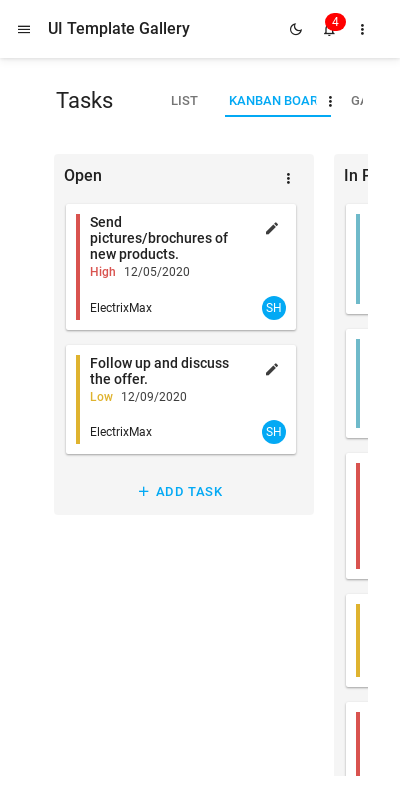 UI Template Gallery
4
Tasks
LIST
KANBAN BOAR
Open
Send
pictures/brochures of
new products.
High 12/05/2020
ElectrixMax
SH
Follow up and discuss
the offer.
Low 12/09/2020
ElectrixMax
SH
+ ADD TASK
In